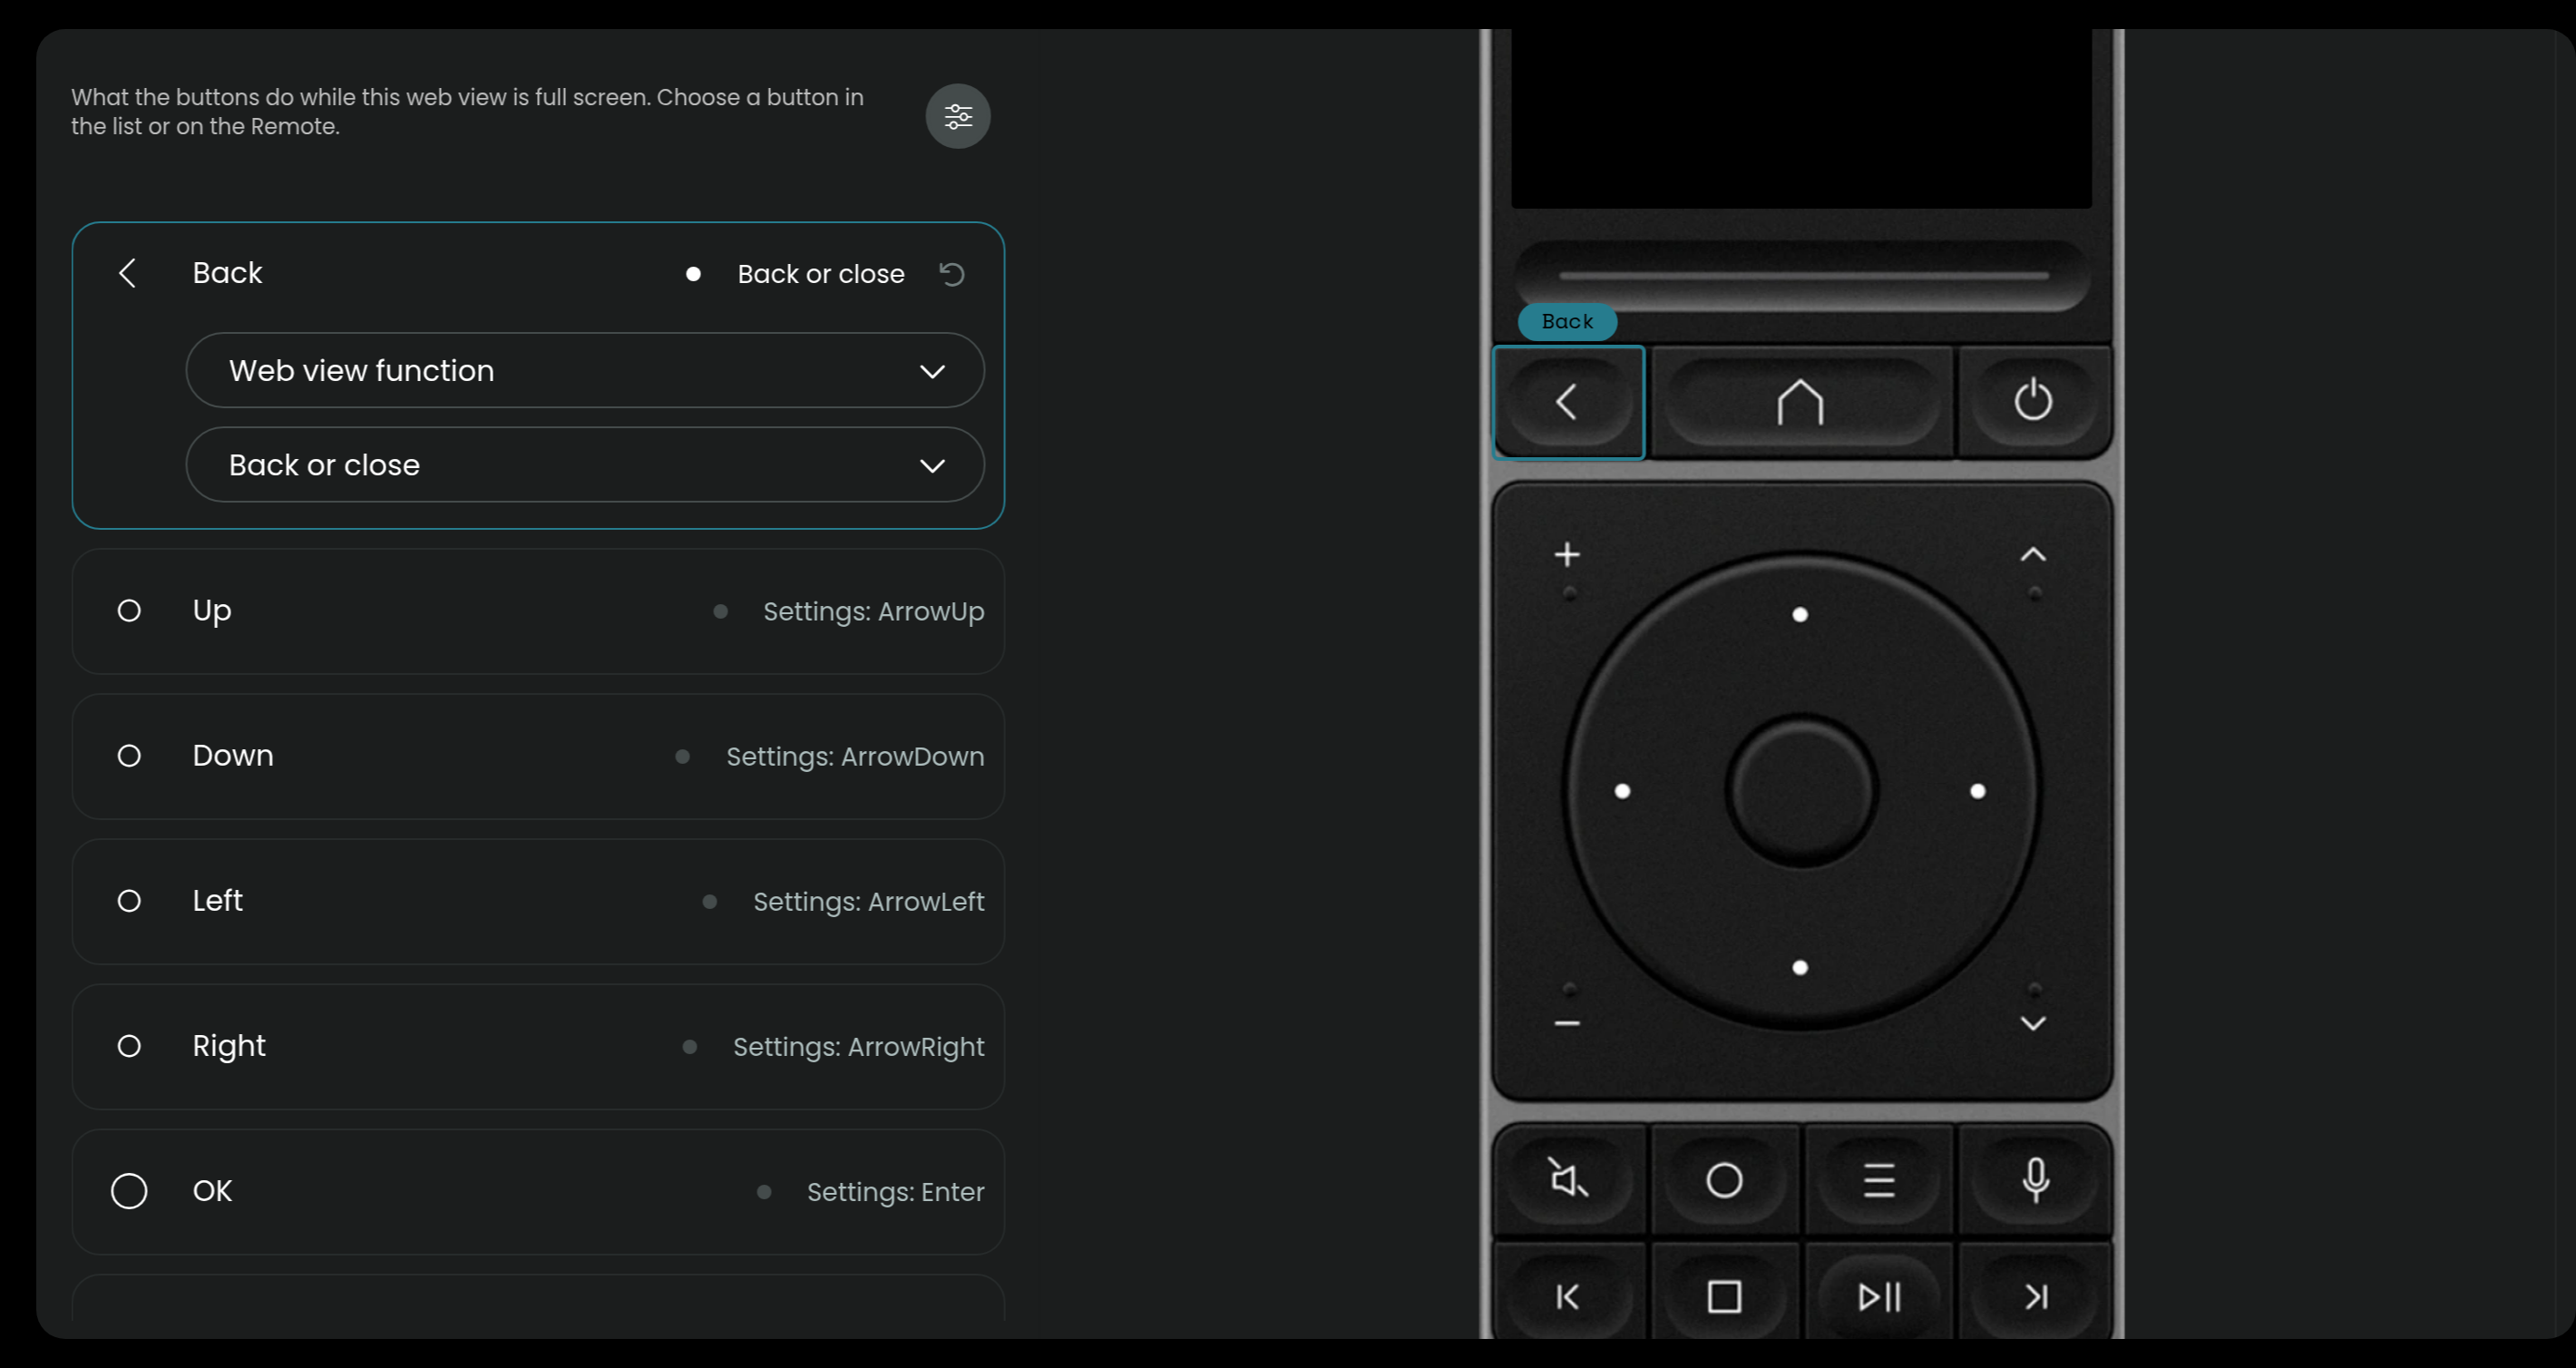 What the buttons do while this web view is full screen. Choose a button in
the list or on the Remote.
Back
Back or close
Web view function
Back or close
Up
Settings: ArrowUp
Down
Settings: ArrowDown
Left
Settings: ArrowLeft
Right
Settings: ArrowRight
OK
Settings: Enter
Back